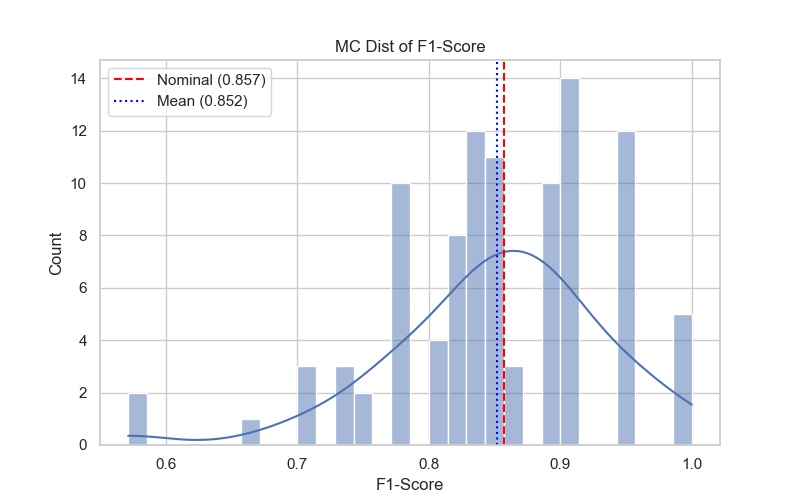 MC Dist of F1-Score
Nominal (0.857)
Mean (0.852)
14
12
10
8
6
4
2
0
Count
0.6 0.7 0.8 0.9 1.0
F1-Score